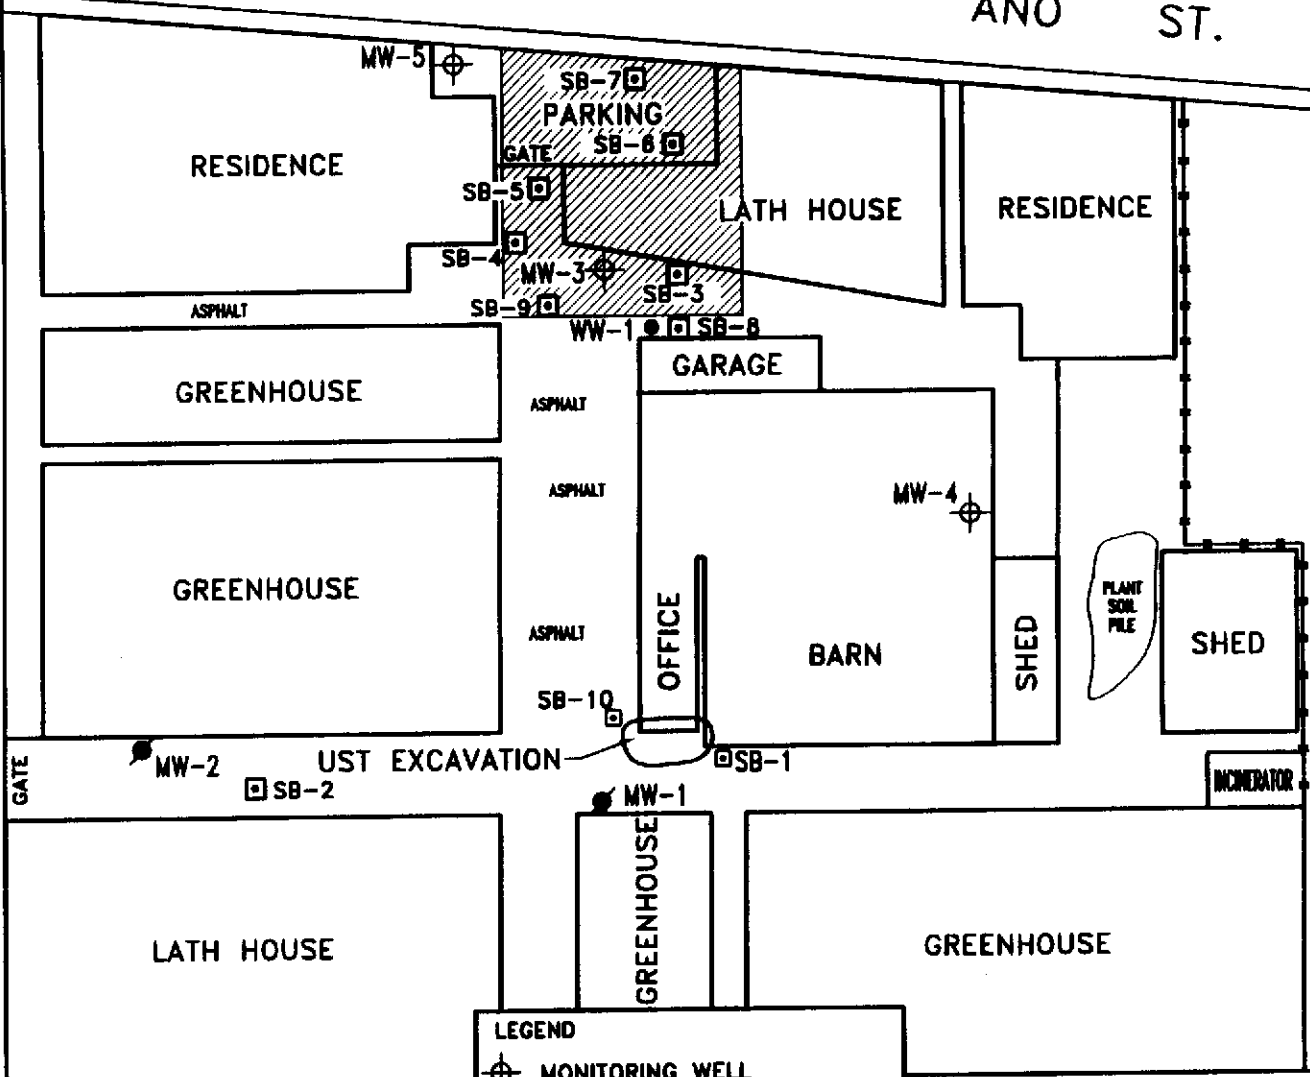 ANO ST.
MW-5
SB-7
PARKING
SB-6
GATE
RESIDENCE
SB-5
LATH HOUSE
RESIDENCE
SB-4
MW-3
SB-3
SB-9
ASPHALT
WW-1
SB-8
GARAGE
GREENHOUSE
ASPHALT
ASPHALT
MW-4
GREENHOUSE
PLANT
SOIL
PILE
ASPHALT
OFFICE
BARN
SHED
SHED
SB-10
UST EXCAVATION
SB-1
MW-2
GATE
SB-2
INCINERATOR
MW-1
GREENHOUSE
LATH HOUSE
GREENHOUSE
LEGEND
MONITORING WELL